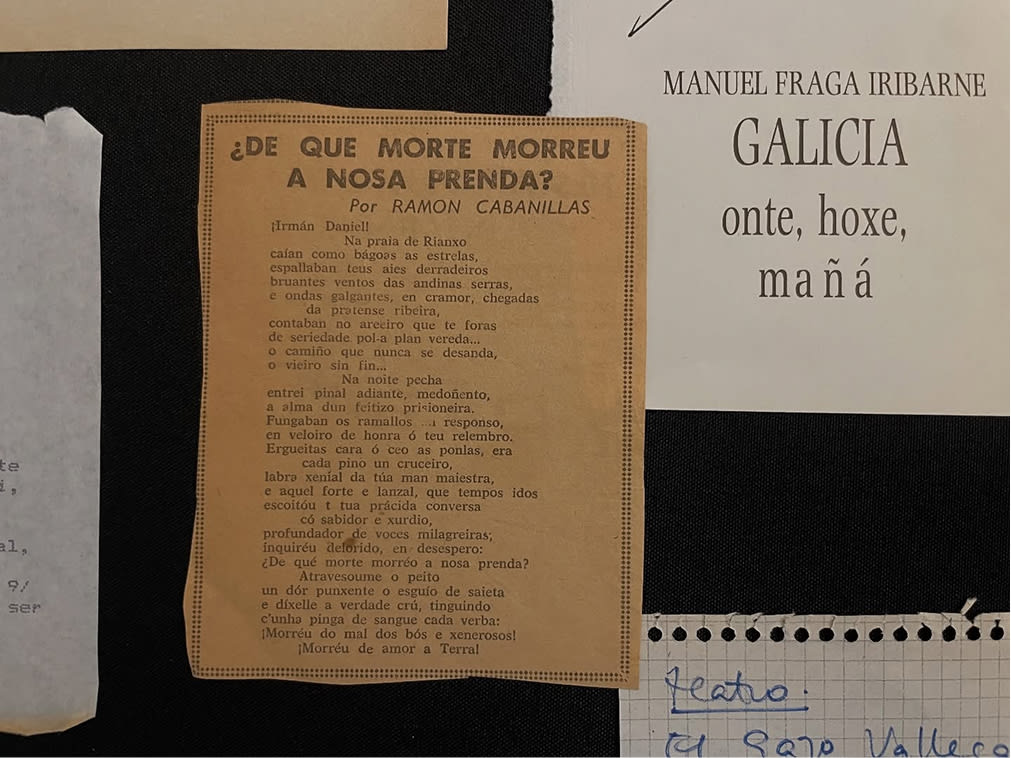 ¿DE QUE MORTE MORREU
A NOSA PRENDA?
Por RAMON CABANILLAS
¡Irmán Daniel!
Na praia de Rianxo
caían como bágoas as estrelas,
espallaban teus aies derradeiros
bruantes ventos das andinas serras,
e ondas galgantes, en cramor, chegadas
da pratense ribeira,
contaban no areeiro que te foras
de seriedade pol-a plan vereda...
o camiño que nunca se desanda,
o vieiro sin fin...
Na noite pecha
entrei pinal adiante, medoñento,
a alma dun feitizo prisioneira.
Fungaban os ramallos responso,
en veloiro de honra ó teu relembro.
Ergueitas cara ó ceo as ponlas, era
cada pino un cruceiro,
labra xenial da túa man maiestra,
e aquel forte e lanzal, que tempos idos
escoitóu t tua prácida conversa
có sabidor e xurdio,
profundador de voces milagreiras,
inquiréu delorido, en desespero:
¿De qué morte morréo a nosa prenda?
Atravesoume o peito
un dór punxente o esguío de saieta
e díxelle a verdade crú, tinguindo
c'unha pinga de sangue cada verba:
¡Morréu do mal dos bós e xenerosos!
¡Morréu de amor a Terra!
MANUEL FRAGA IRIBARNE
GALICIA
onte, hoxe,
mañá
te
i,
al,
9/
ser
teatro.